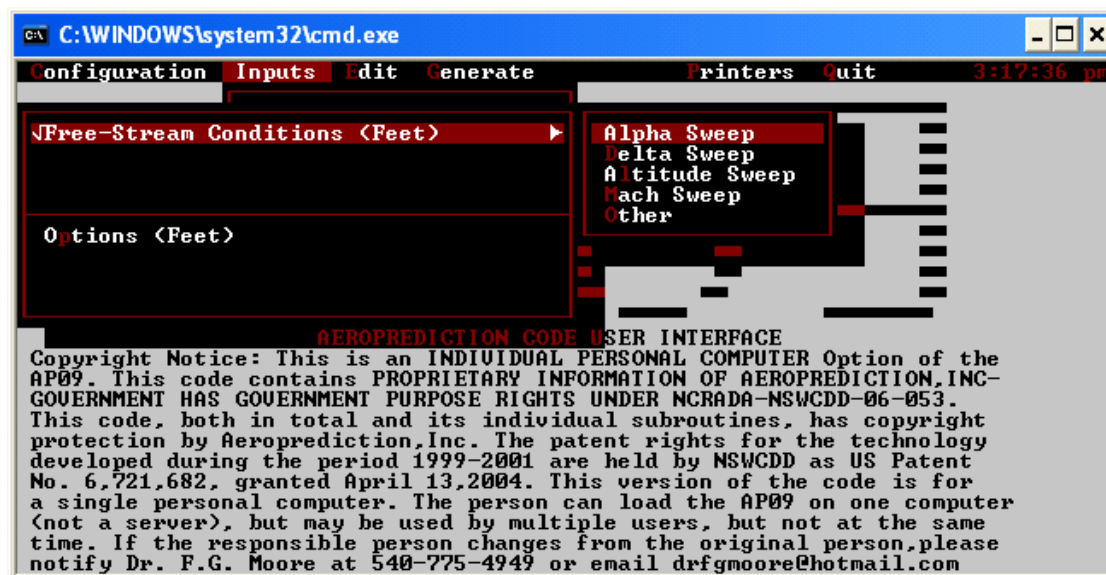 C:\WINDOWS\system32\cmd.exe
Configuration Inputs Edit Generate Printers Quit 3:17:36 pm
√Free-Stream Conditions (Feet) ►
Options (Feet)
Alpha Sweep
Delta Sweep
Altitude Sweep
Mach Sweep
Other
AEROPREDICTION CODE USER INTERFACE
Copyright Notice: This is an INDIVIDUAL PERSONAL COMPUTER Option of the
AP09. This code contains PROPRIETARY INFORMATION OF AEROPREDICTION,INC-
GOVERNMENT HAS GOVERNMENT PURPOSE RIGHTS UNDER NCRADA-NSWCDD-06-053.
This code, both in total and its individual subroutines, has copyright
protection by Aeroprediction,Inc. The patent rights for the technology
developed during the period 1999-2001 are held by NSWCDD as US Patent
No. 6,721,682, granted April 13,2004. This version of the code is for
a single personal computer. The person can load the AP09 on one computer
(not a server), but may be used by multiple users, but not at the same
time. If the responsible person changes from the original person,please
notify Dr. F.G. Moore at 540-775-4949 or email drfgmoore@hotmail.com